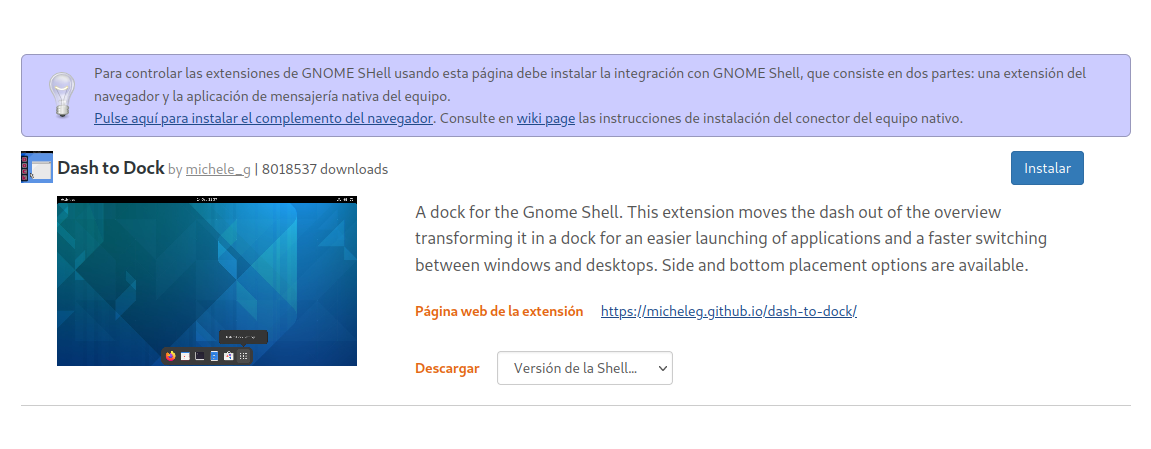 Para controlar las extensiones de GNOME SHell usando esta página debe instalar la integración con GNOME Shell, que consiste en dos partes: una extensión del
navegador y la aplicación de mensajería nativa del equipo.
Pulse aquí para instalar el complemento del navegador. Consulte en wiki page las instrucciones de instalación del conector del equipo nativo.
Dash to Dock by michele_g | 8018537 downloads
Instalar
A dock for the Gnome Shell. This extension moves the dash out of the overview
transforming it in a dock for an easier launching of applications and a faster switching
between windows and desktops. Side and bottom placement options are available.
Página web de la extensión https://micheleg.github.io/dash-to-dock/
Descargar Versión de la Shell...